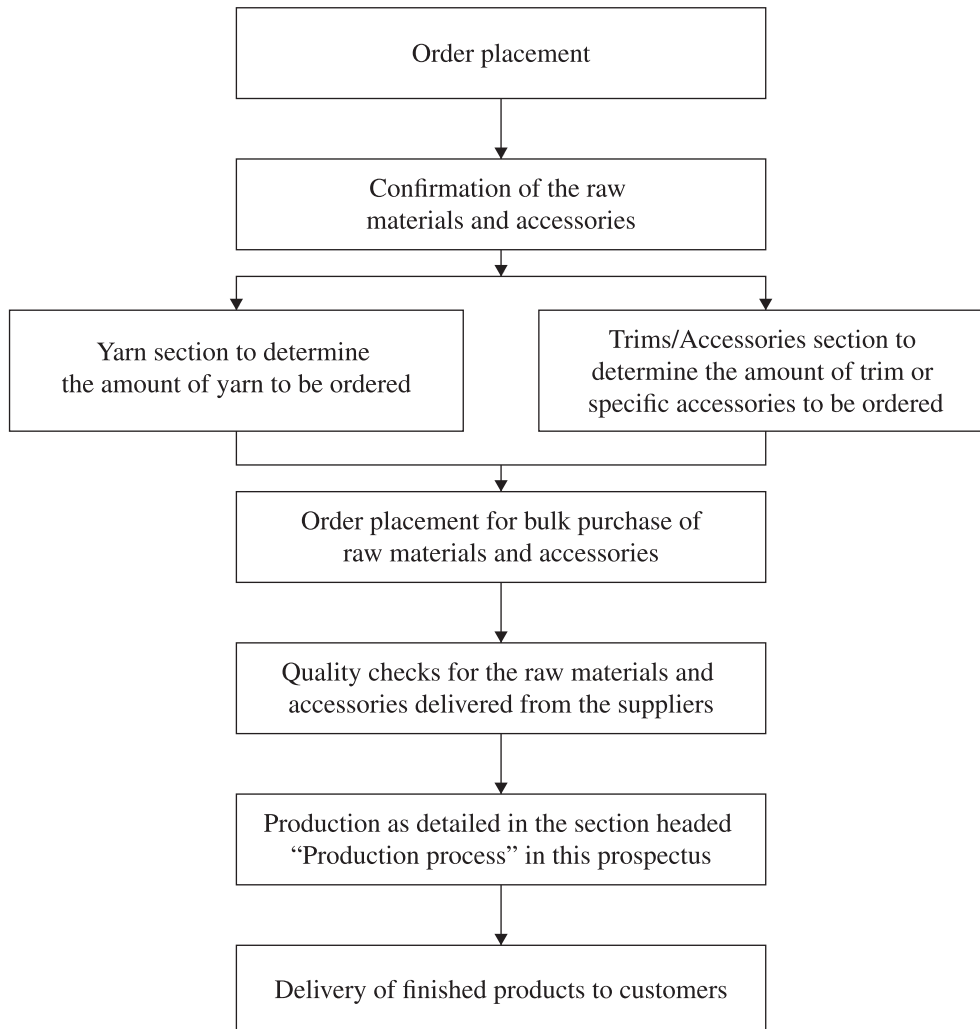 Order placement
Confirmation of the raw
materials and accessories
Yarn section to determine
the amount of yarn to be ordered
Trims/Accessories section to
determine the amount of trim or
specific accessories to be ordered
Order placement for bulk purchase of
raw materials and accessories
Quality checks for the raw materials and
accessories delivered from the suppliers
Production as detailed in the section headed
“Production process” in this prospectus
Delivery of finished products to customers